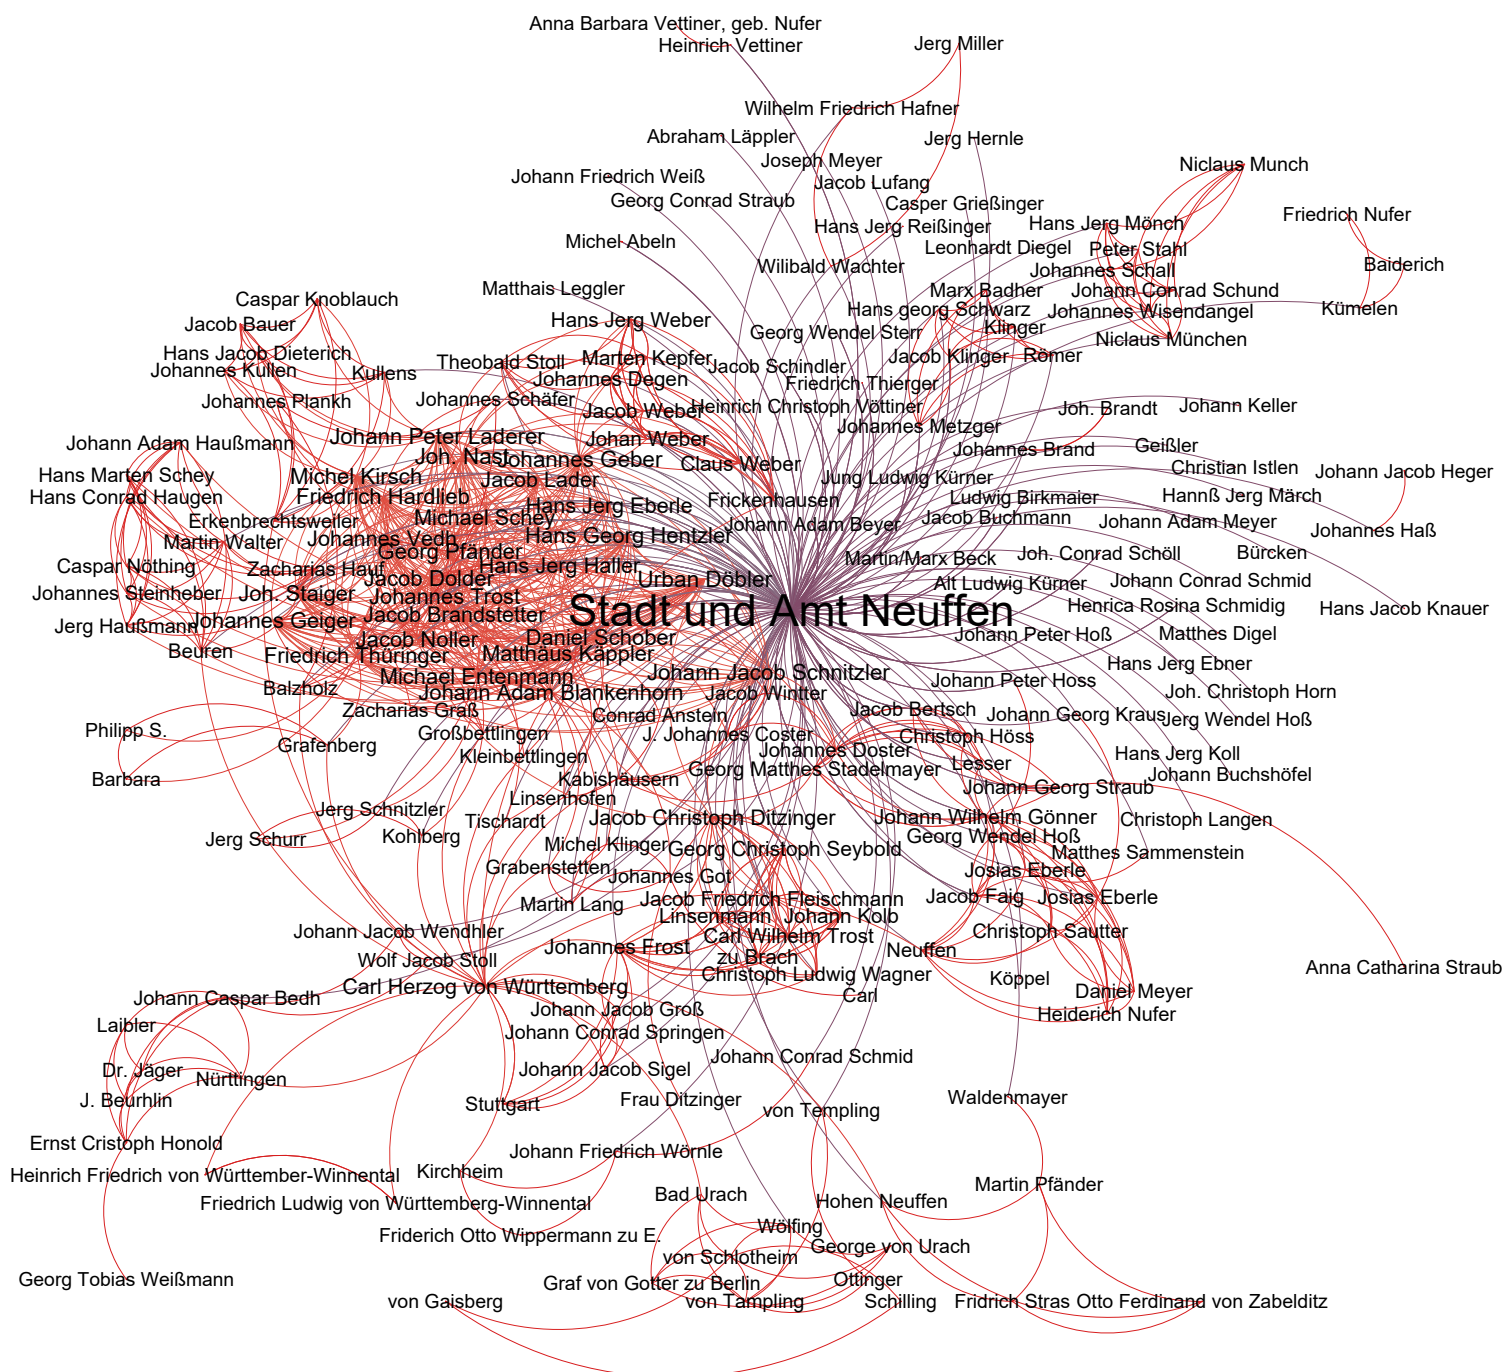 Anna Barbara Vettiner, geb. Nufer
Heinrich Vettiner
Jerg Miller
Wilhelm Friedrich Hafner
Abraham Läppler
Jerg Hernle
Joseph Meyer
Niclaus Munch
Johann Friedrich Weiß
Jacob Lufang
Georg Conrad Straub
Casper Grießinger
Friedrich Nufer
Hans Jerg Reißinger
Hans Jerg Mönch
Michel Abeln
Leonhardt Diegel
Peter Stahl
Wilibald Wachter
Johannes Schall
Baiderich
Matthais Leggler
Marx Badher
Johann Conrad Schund
Caspar Knoblauch
Hans georg Schwarz
Johannes Wisendangel
Kümelen
Jacob Bauer
Hans Jerg Weber
Georg Wendel Sterr
Klinger
Niclaus München
Hans Jacob Dieterich
Johannes Kullen
Kullens
Theobald Stoll
Marten Kepfer
Jacob Schindler
Jacob Klinger
Römer
Johannes Degen
Friedrich Thierger
Johannes Plankh
Johannes Schäfer
Jacob Weber
Heinrich Christoph Vöttiner
Joh. Brandt
Johann Keller
Johannes Metzger
Johann Adam Haußmann
Johann Peter Laderer
Johan Weber
Johannes Brand
Geißler
Joh. Nast
Johannes Geber
Claus Weber
Christian Istlen
Johann Jacob Heger
Hans Marten Schey
Michel Kirsch
Jacob Lader
Jung Ludwig Kürner
Hans Conrad Haugen
Friedrich Hardlieb
Hans Jerg Eberle
Frickenhausen
Ludwig Birkmaier
Hannß Jerg Märch
Erkenbrechtsweiler
Michael Schey
Johann Adam Beyer
Jacob Buchmann
Johann Adam Meyer
Johannes Haß
Martin Walter
Johannes Vedh
Hans Georg Hentzler
Georg Pfänder
Martin/Marx Beck
Joh. Conrad Schöll
Bürcken
Caspar Nöthing
Zacharias Hauf
Hans Jerg Haller
Jacob Dolder
Urban Döbler
Alt Ludwig Kürner
Johann Conrad Schmid
Johannes Steinheber
Joh. Staiger
Johannes Trost
Stadt und Amt Neuffen
Henrica Rosina Schmidig
Hans Jacob Knauer
Jerg Haußmann
Johannes Geiger
Jacob Brandstetter
Jacob Noller
Daniel Schober
Johann Peter Hoß
Matthes Digel
Beuren
Friedrich Thüringer
Matthäus Käppler
Hans Jerg Ebner
Balzholz
Michael Entenmann
Johann Jacob Schnitzler
Johann Peter Hoss
Johann Adam Blankenhorn
Jacob Wintter
Joh. Christoph Horn
Zacharias Graß
Conrad Anstein
Jacob Bertsch
Johann Georg Kraus
Jerg Wendel Hoß
Philipp S.
Großbettlingen
J. Johannes Coster
Christoph Höss
Grafenberg
Kleinbettlingen
Johannes Doster
Hans Jerg Koll
Barbara
Kabishäusern
Georg Matthes Stadelmayer
Lesser
Johann Buchshöfel
Linsenhofen
Johann Georg Straub
Jerg Schnitzler
Tischardt
Jacob Christoph Ditzinger
Johann Wilhelm Gönner
Christoph Langen
Jerg Schurr
Kohlberg
Michel Klinger
Georg Christoph Seybold
Georg Wendel Hoß
Matthes Sammenstein
Grabenstetten
Johannes Got
Josias Eberle
Martin Lang
Jacob Friedrich Fleischmann
Jacob Faig
Josias Eberle
Linsenmann
Johann Kolb
Johann Jacob Wendhler
Johannes Frost
Carl Wilhelm Trost
Christoph Sautter
Wolf Jacob Stoll
zu Brach
Neuffen
Carl Herzog von Württemberg
Christoph Ludwig Wagner
Köppel
Anna Catharina Straub
Johann Caspar Bedh
Carl
Daniel Meyer
Johann Jacob Groß
Heiderich Nufer
Laibler
Johann Conrad Springen
Dr. Jäger
Nürttingen
Johann Jacob Sigel
Johann Conrad Schmid
J. Beurhlin
Stuttgart
Frau Ditzinger
von Templing
Waldenmayer
Ernst Cristoph Honold
Johann Friedrich Wörnle
Heinrich Friedrich von Württember-Winnental
Kirchheim
Martin Pfänder
Friedrich Ludwig von Württemberg-Winnental
Bad Urach
Hohen Neuffen
Friderich Otto Wippermann zu E.
Wölfing
von Schlotheim
George von Urach
Georg Tobias Weißmann
Graf von Gotter zu Berlin
Ottinger
von Gaisberg
von Tampling
Schilling
Fridrich Stras
Otto Ferdinand von Zabelditz